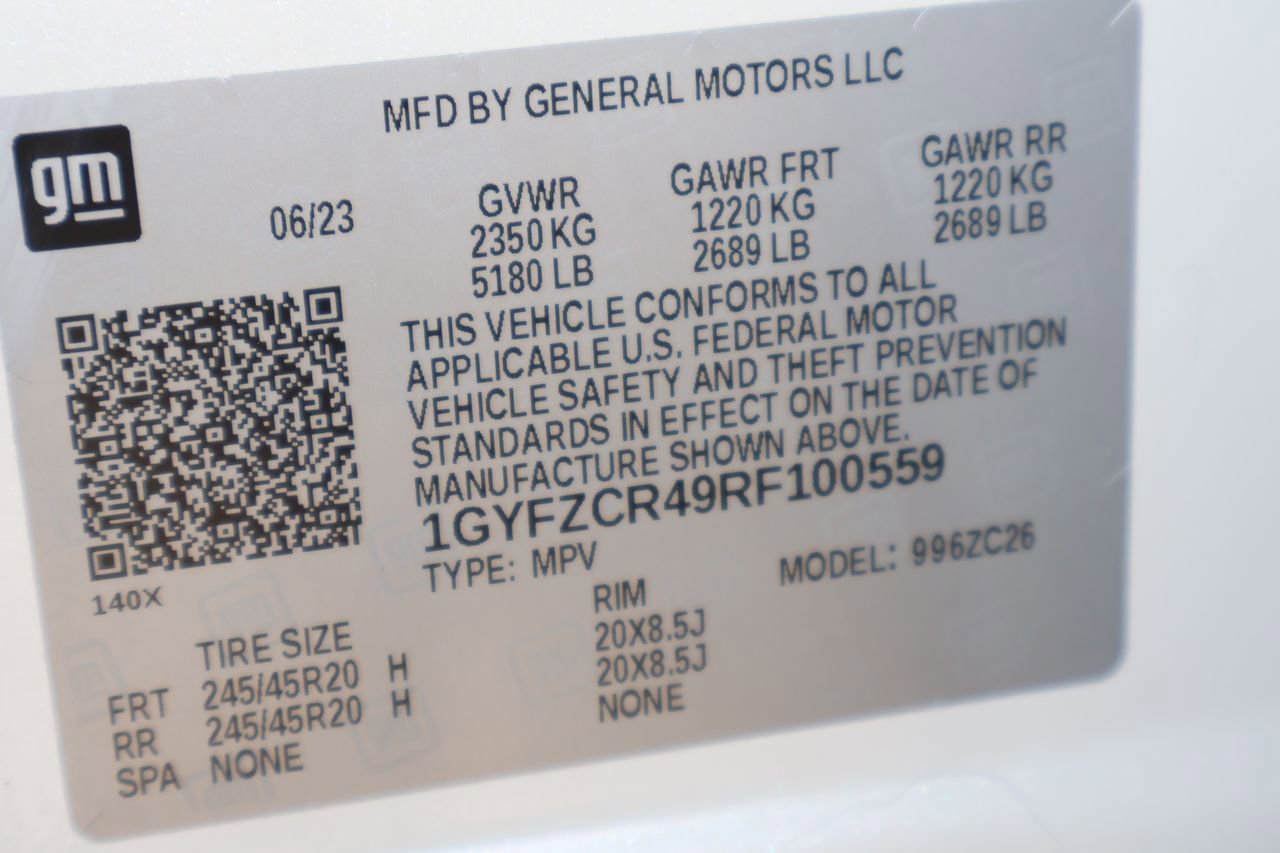 MFD BY GENERAL MOTORS LLC
gm
06/23
GVWR GAWR FRT GAWR RR
2350 KG 1220 KG 1220 KG
5180 LB 2689 LB 2689 LB
THIS VEHICLE CONFORMS TO ALL
APPLICABLE U.S. FEDERAL MOTOR
VEHICLE SAFETY AND THEFT PREVENTION
STANDARDS IN EFFECT ON THE DATE OF
MANUFACTURE SHOWN ABOVE.
1GYFZCR49RF100559
TYPE: MPV MODEL: 996ZC26
140X
TIRE SIZE RIM
FRT 245/45R20 H 20X8.5J
RR 245/45R20 H 20X8.5J
SPA NONE NONE